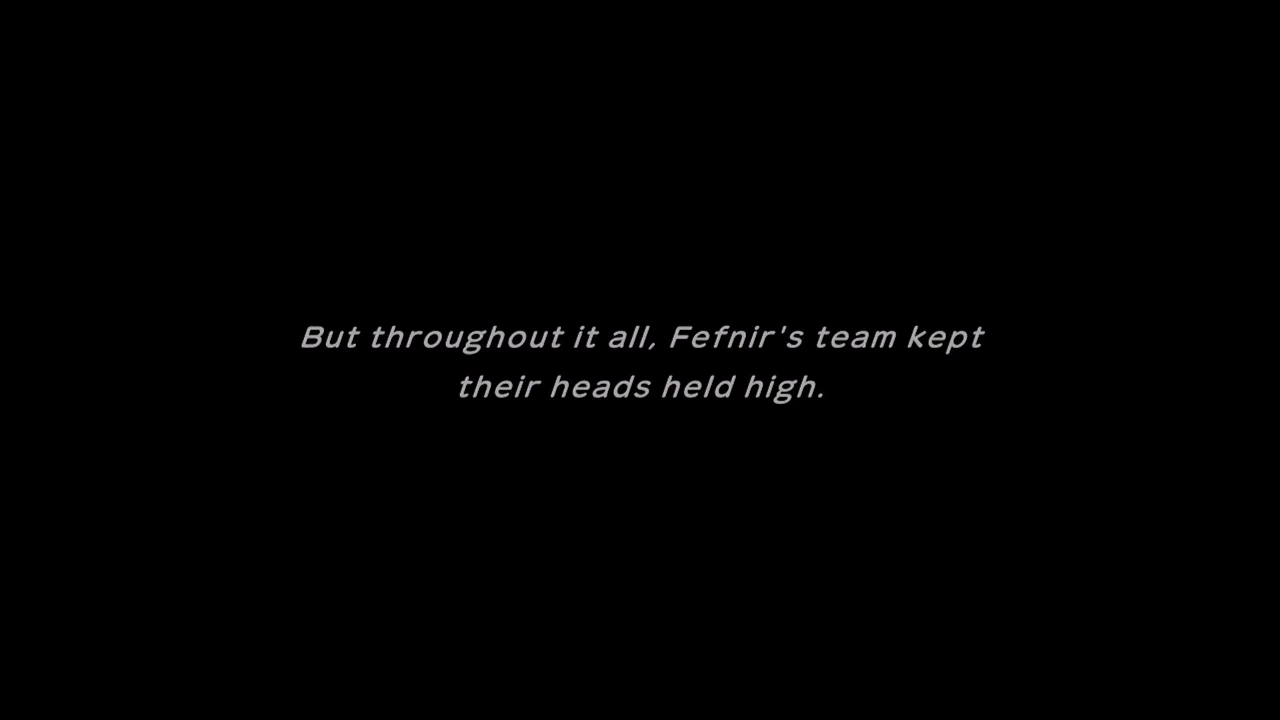 But throughout it all, Fefnir's team kept
their heads held high.